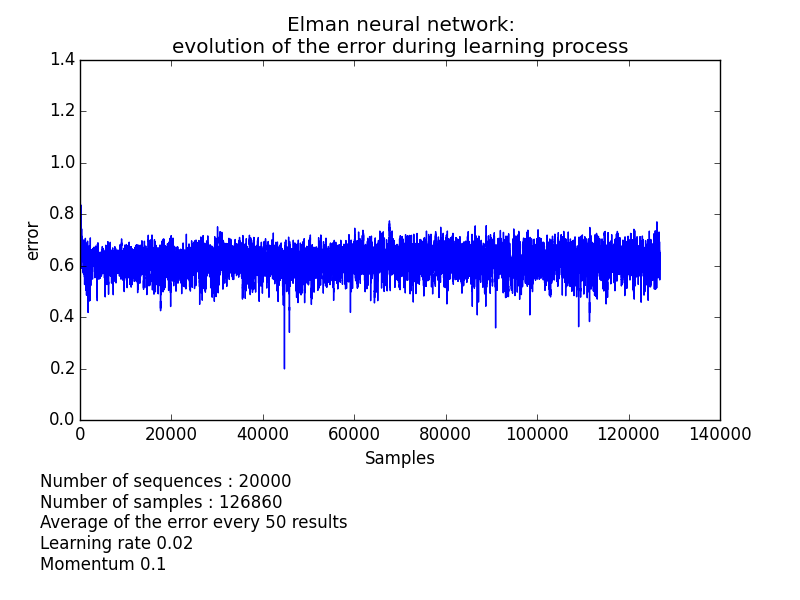 Elman neural network:
evolution of the error during learning process
1.4
1.2
1.0
0.8
0.6
0.4
0.2
0.0
error
0 20000 40000 60000 80000 100000 120000 140000
Samples
Number of sequences : 20000
Number of samples : 126860
Average of the error every 50 results
Learning rate 0.02
Momentum 0.1